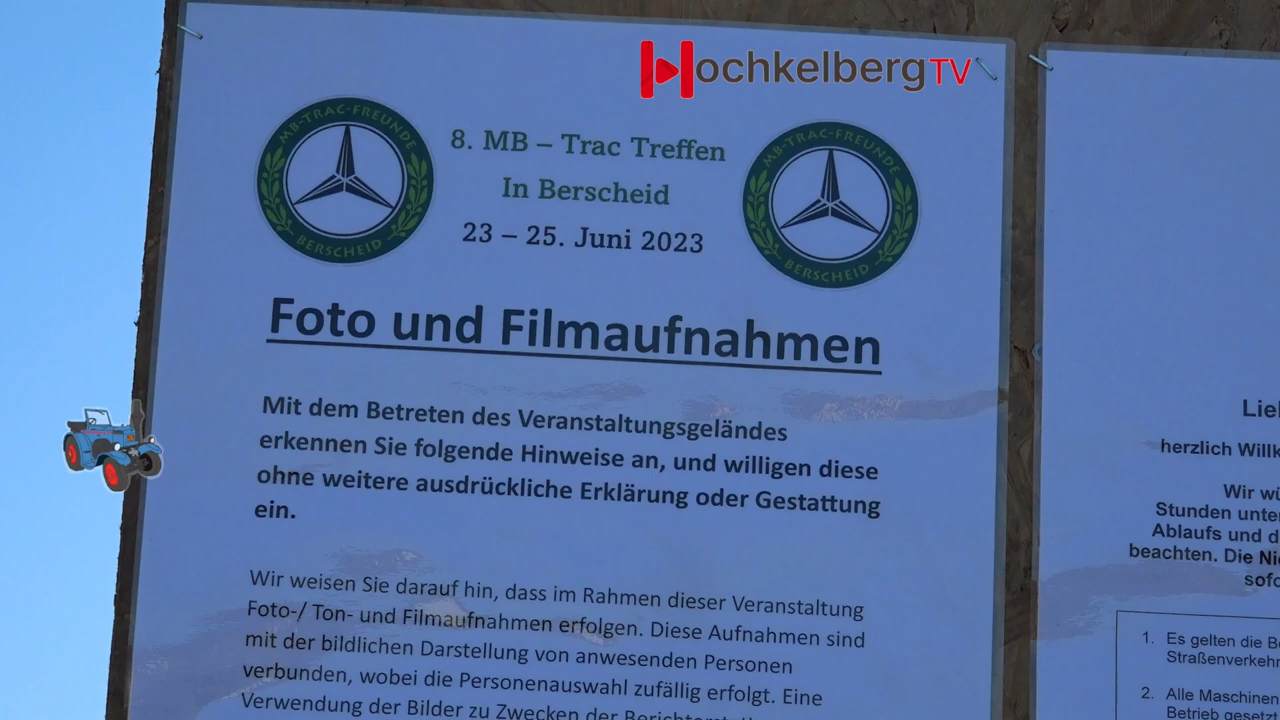 HochkelbergTV
MB-TRAC-FREUNDE
BERSCHEID
8. MB – Trac Treffen
In Berscheid
23 – 25. Juni 2023
MB-TRAC-FREUNDE
BERSCHEID
Foto und Filmaufnahmen
Mit dem Betreten des Veranstaltungsgeländes
erkennen Sie folgende Hinweise an, und willigen diese
ohne weitere ausdrückliche Erklärung oder Gestattung
ein.
Wir weisen Sie darauf hin, dass im Rahmen dieser Veranstaltung
Foto-/ Ton- und Filmaufnahmen erfolgen. Diese Aufnahmen sind
mit der bildlichen Darstellung von anwesenden Personen
verbunden, wobei die Personenauswahl zufällig erfolgt. Eine
Verwendung der Bilder zu Zwecken der
herzlich
Wir
Stunden
Ablaufs und
beachten. Die
1. Es gelten die
2. Alle Maschinen
Betrieb